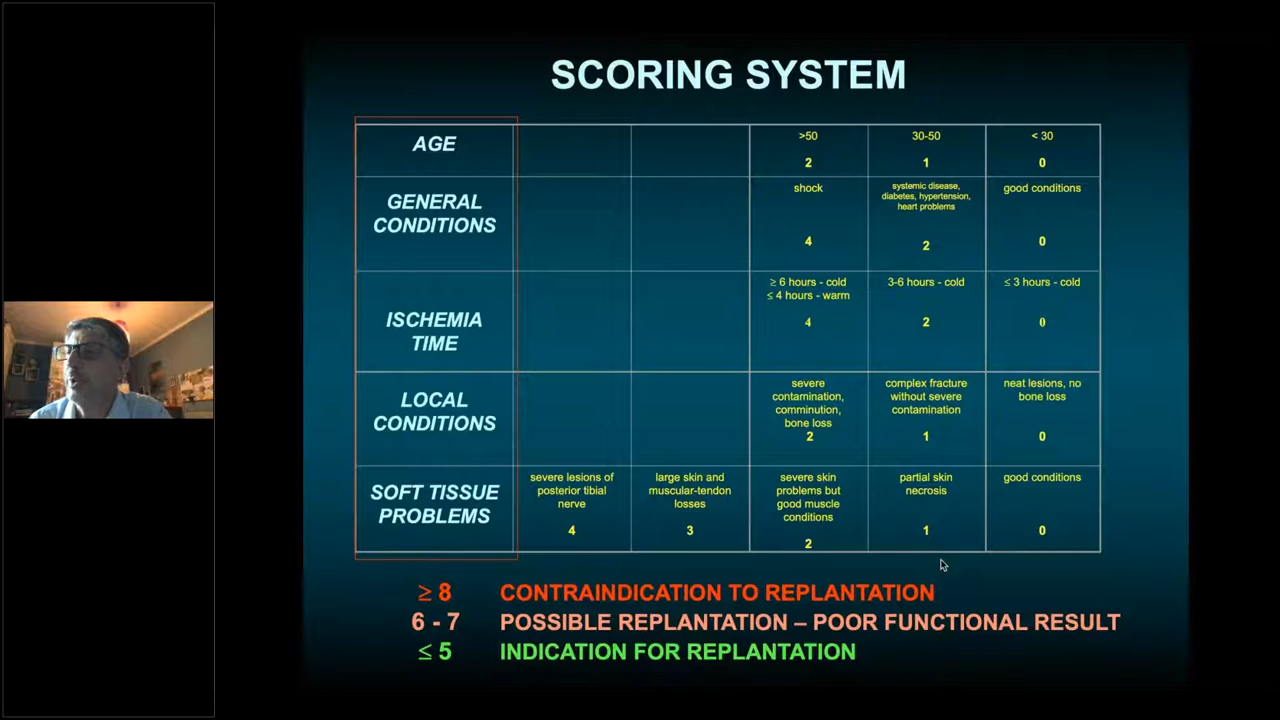 SCORING SYSTEM
AGE
>50
2
30-50
1
< 30
0
GENERAL
CONDITIONS
shock
4
systemic disease,
diabetes, hypertension,
heart problems
2
good conditions
0
ISCHEMIA
TIME
≥ 6 hours - cold
≤ 4 hours - warm
4
3-6 hours - cold
2
≤ 3 hours - cold
0
LOCAL
CONDITIONS
severe
contamination,
comminution,
bone loss
2
complex fracture
without severe
contamination
1
neat lesions, no
bone loss
0
SOFT TISSUE
PROBLEMS
severe lesions of
posterior tibial
nerve
4
large skin and
muscular-tendon
losses
3
severe skin
problems but
good muscle
conditions
2
partial skin
necrosis
1
good conditions
0
≥ 8 CONTRAINDICATION TO REPLANTATION
6 - 7 POSSIBLE REPLANTATION – POOR FUNCTIONAL RESULT
≤ 5 INDICATION FOR REPLANTATION